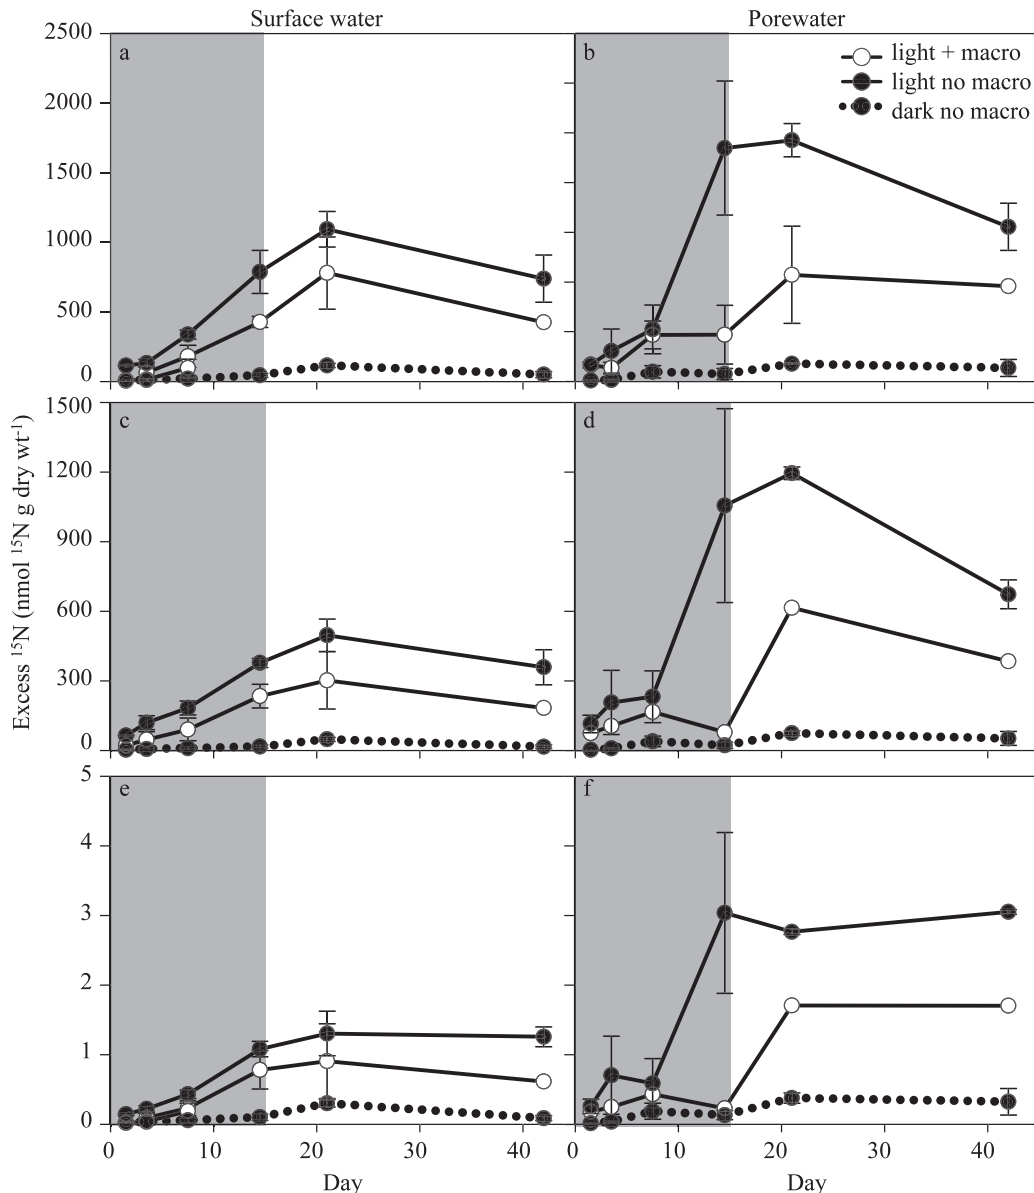 Surface water
Porewater
2500
2000
1500
1000
500
0
a
b
light + macro
light no macro
dark no macro
Excess ¹⁵N (nmol ¹⁵N g dry wt⁻¹)
1500
1200
900
600
300
0
c
d
5
4
3
2
1
0
e
f
0 10 20 30 40 0 10 20 30 40
Day
Day